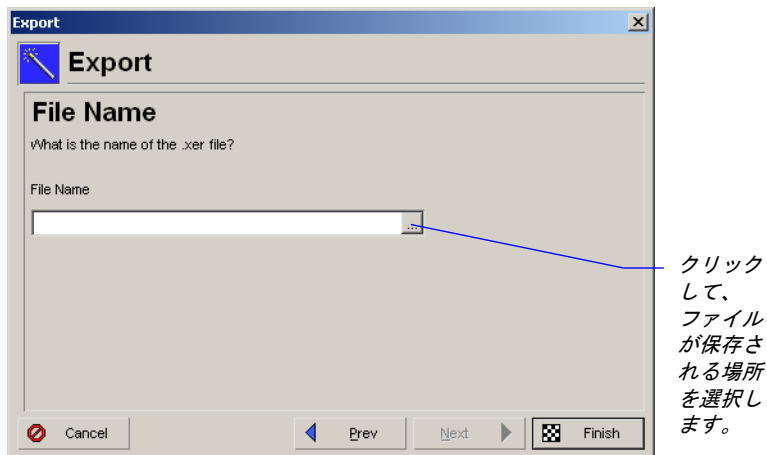 Export
Export
File Name
What is the name of the .xer file?
File Name
...
クリック
して、
ファイル
が保存さ
れる場所
を選択し
ます。
Cancel
Prev
Next
Finish